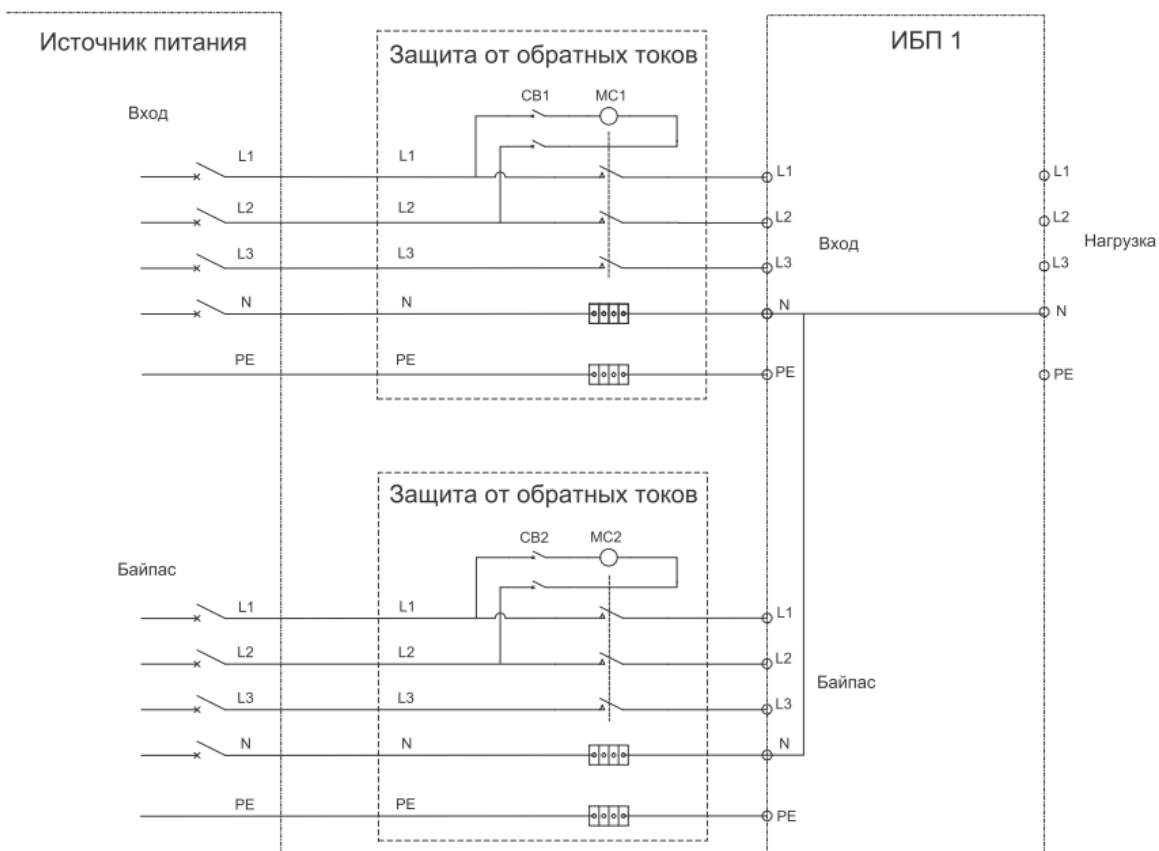 Источник питания
Защита от обратных токов
ИБП 1
CB1 MC1
Вход
L1 L1 L1 L1
L2 L2 L2 L2
Вход Нагрузка
L3 L3 L3 L3
N N N N
PE PE PE PE
Защита от обратных токов
CB2 MC2
Байпас
L1 L1 L1
L2 L2 L2
Байпас
L3 L3 L3
N N N
PE PE PE